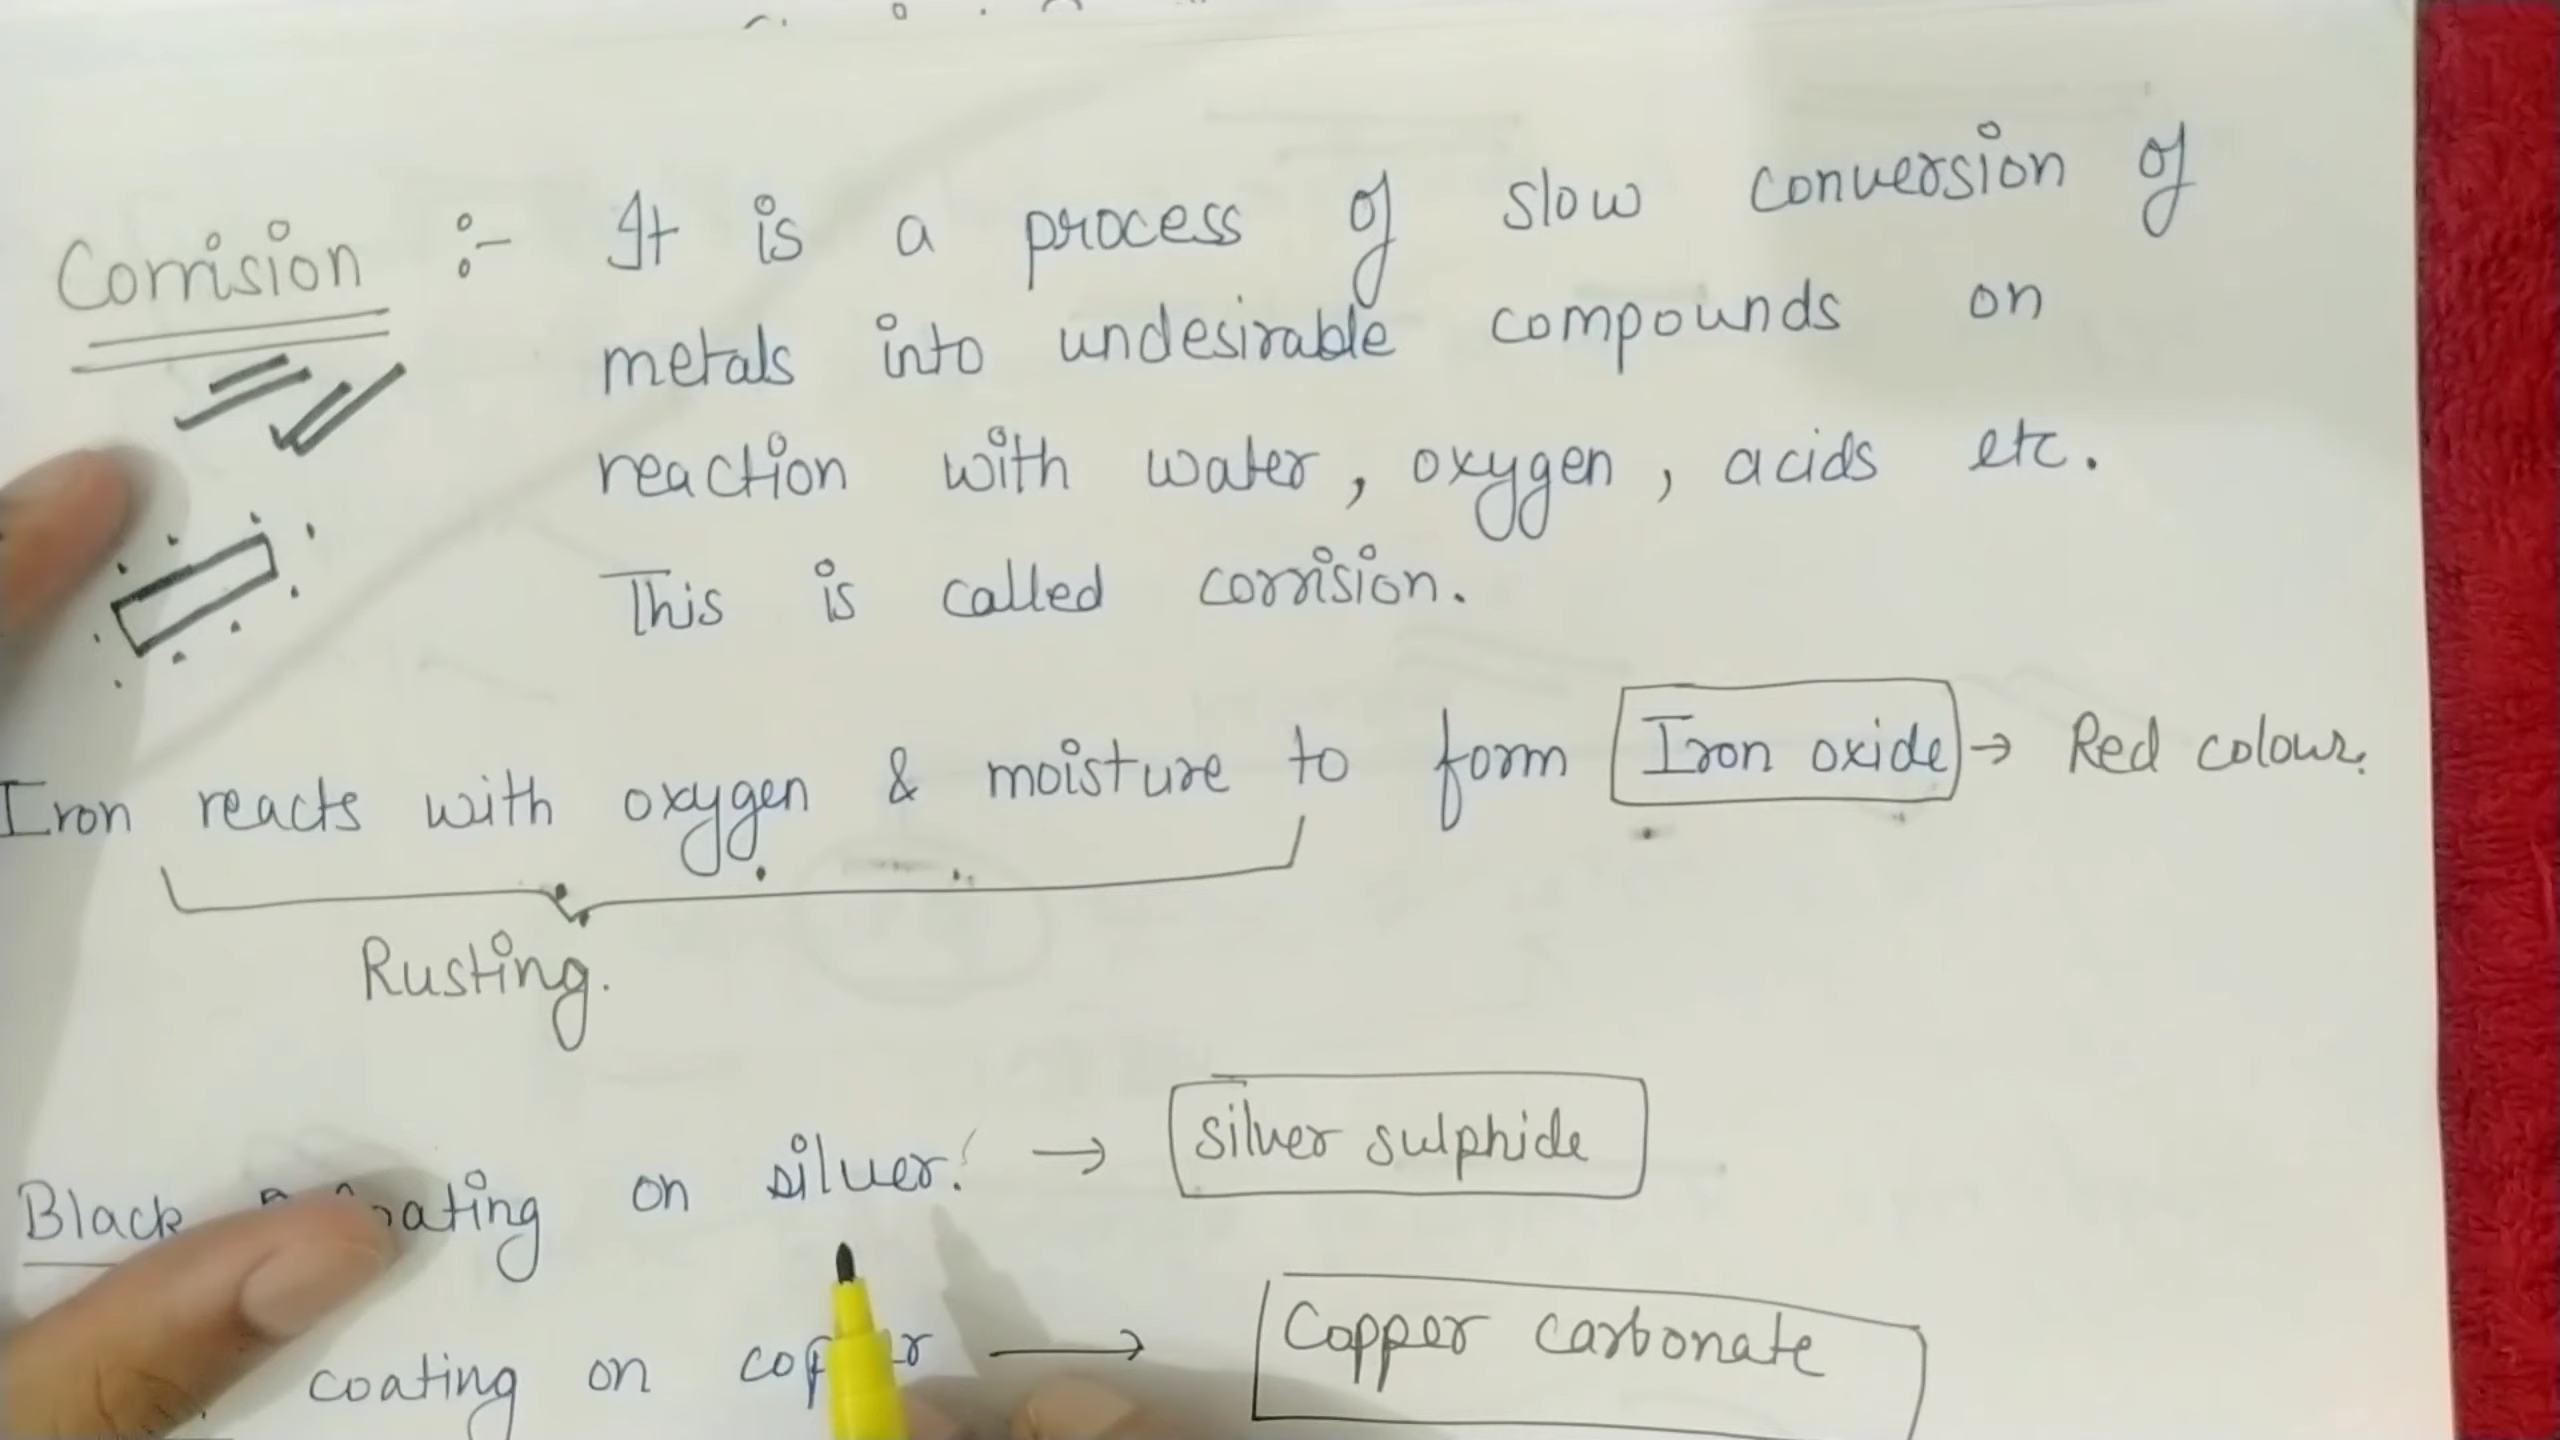 Corrision :- It is a process of slow conversion of
metals into undesirable compounds on
reaction with water, oxygen, acids etc.
This is called corrision.
Iron reacts with oxygen & moisture to form Iron oxide → Red colour.
Rusting.
Black on silver. → silver sulphide
coating on → Copper carbonate